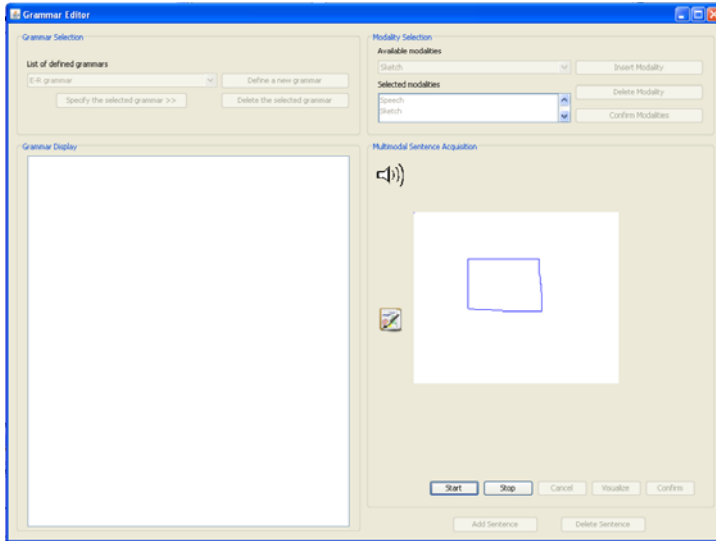 Grammar Editor
Grammar Selection
List of defined grammars
E-R grammar
Define a new grammar
Specify the selected grammar >>
Delete the selected grammar
Modality Selection
Available modalities
Sketch
Insert Modality
Selected modalities
Speech
Sketch
Delete Modality
Confirm Modalities
Grammar Display
Multimodal Sentence Acquisition
Start
Stop
Cancel
Visualize
Confirm
Add Sentence
Delete Sentence